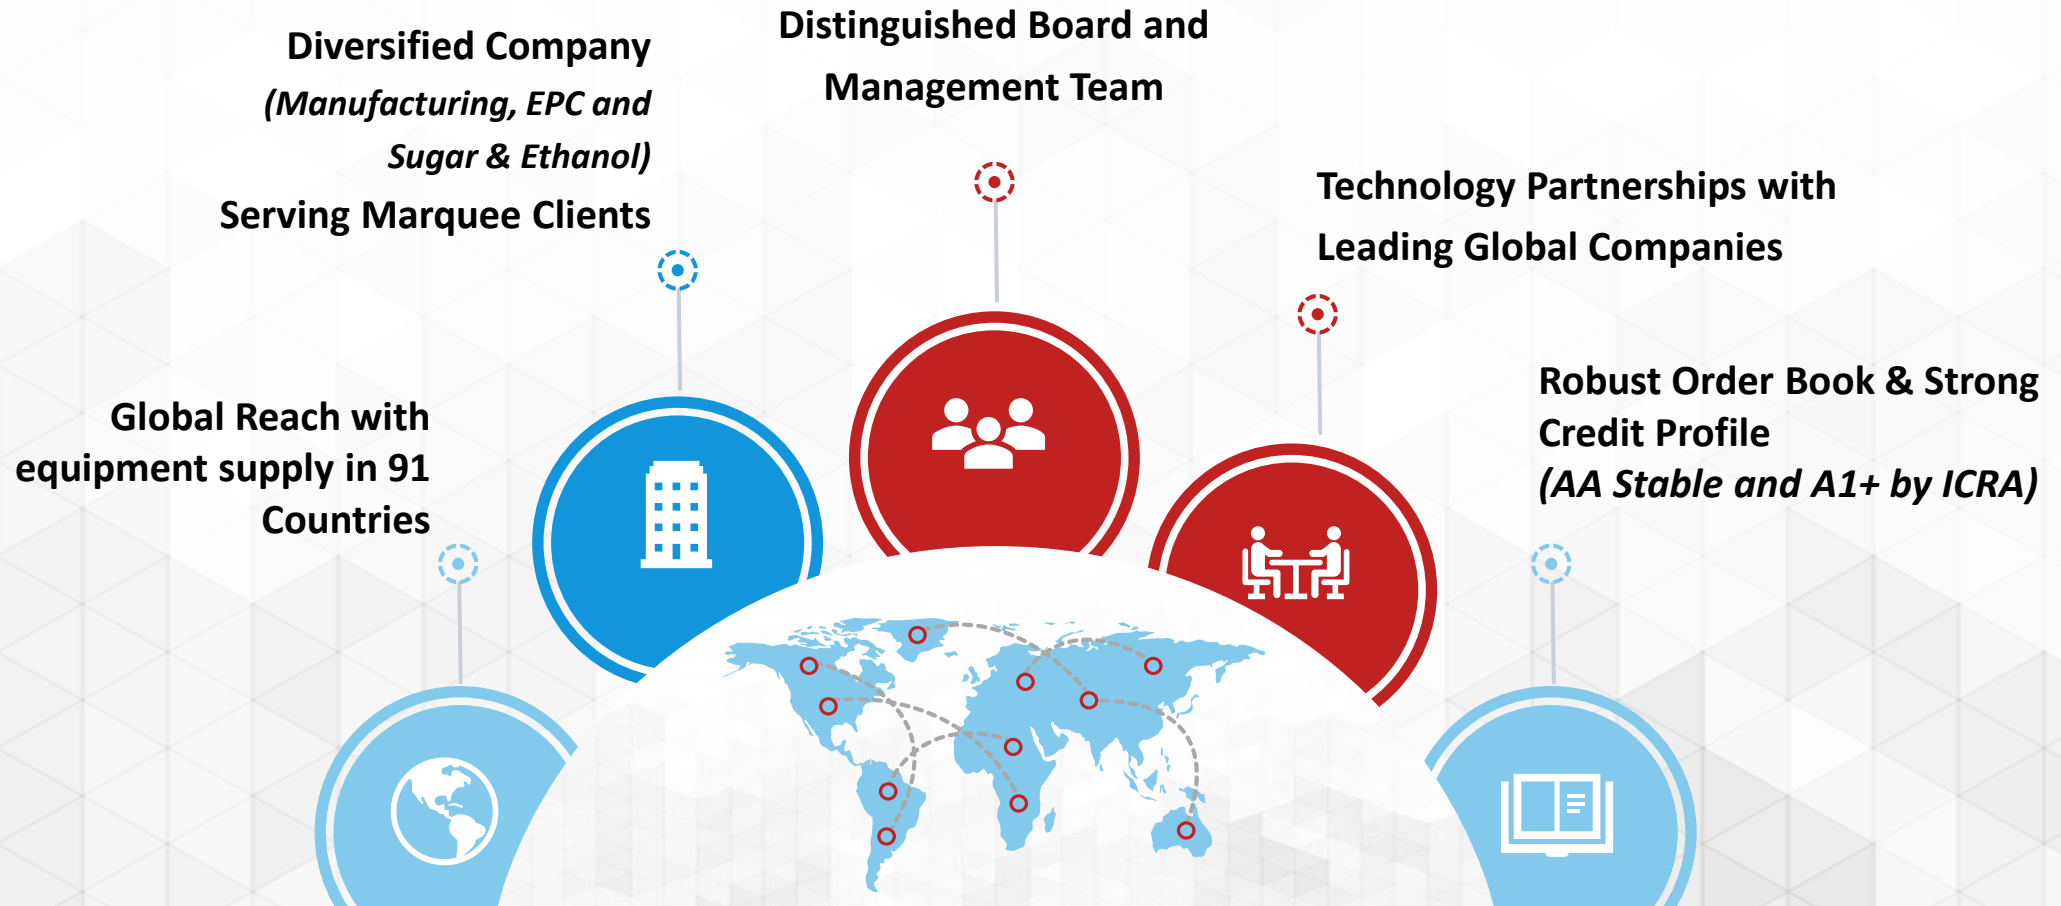 Global Reach with
equipment supply in 91
Countries
Diversified Company
(Manufacturing, EPC and
Sugar & Ethanol)
Serving Marquee Clients
Distinguished Board and
Management Team
Technology Partnerships with
Leading Global Companies
Robust Order Book & Strong
Credit Profile
(AA Stable and A1+ by ICRA)